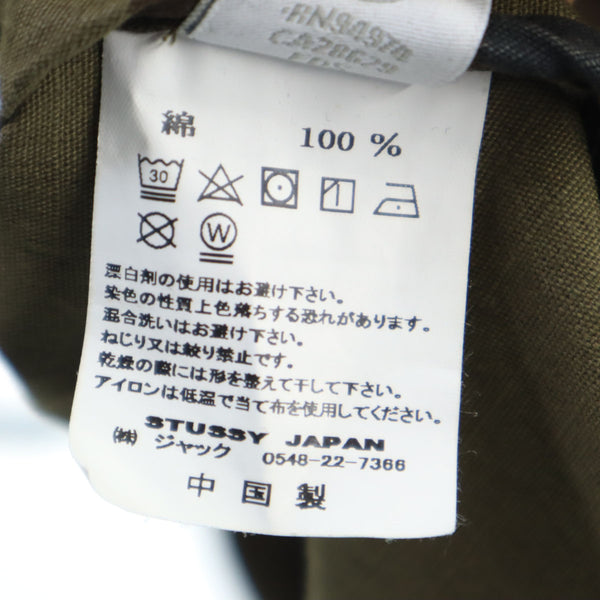 RN94974
CA28629
綿 100 %
30
W
漂白剤の使用はお避け下さい。
染色の性質上色落ちする恐れがあります。
混合洗いはお避け下さい。
ねじり又は絞り禁止です。
乾燥の際には形を整えて干して下さい。
アイロンは低温で当て布を使用してください。
STUSSY JAPAN
㈱ ジャック 0548-22-7366
中国製